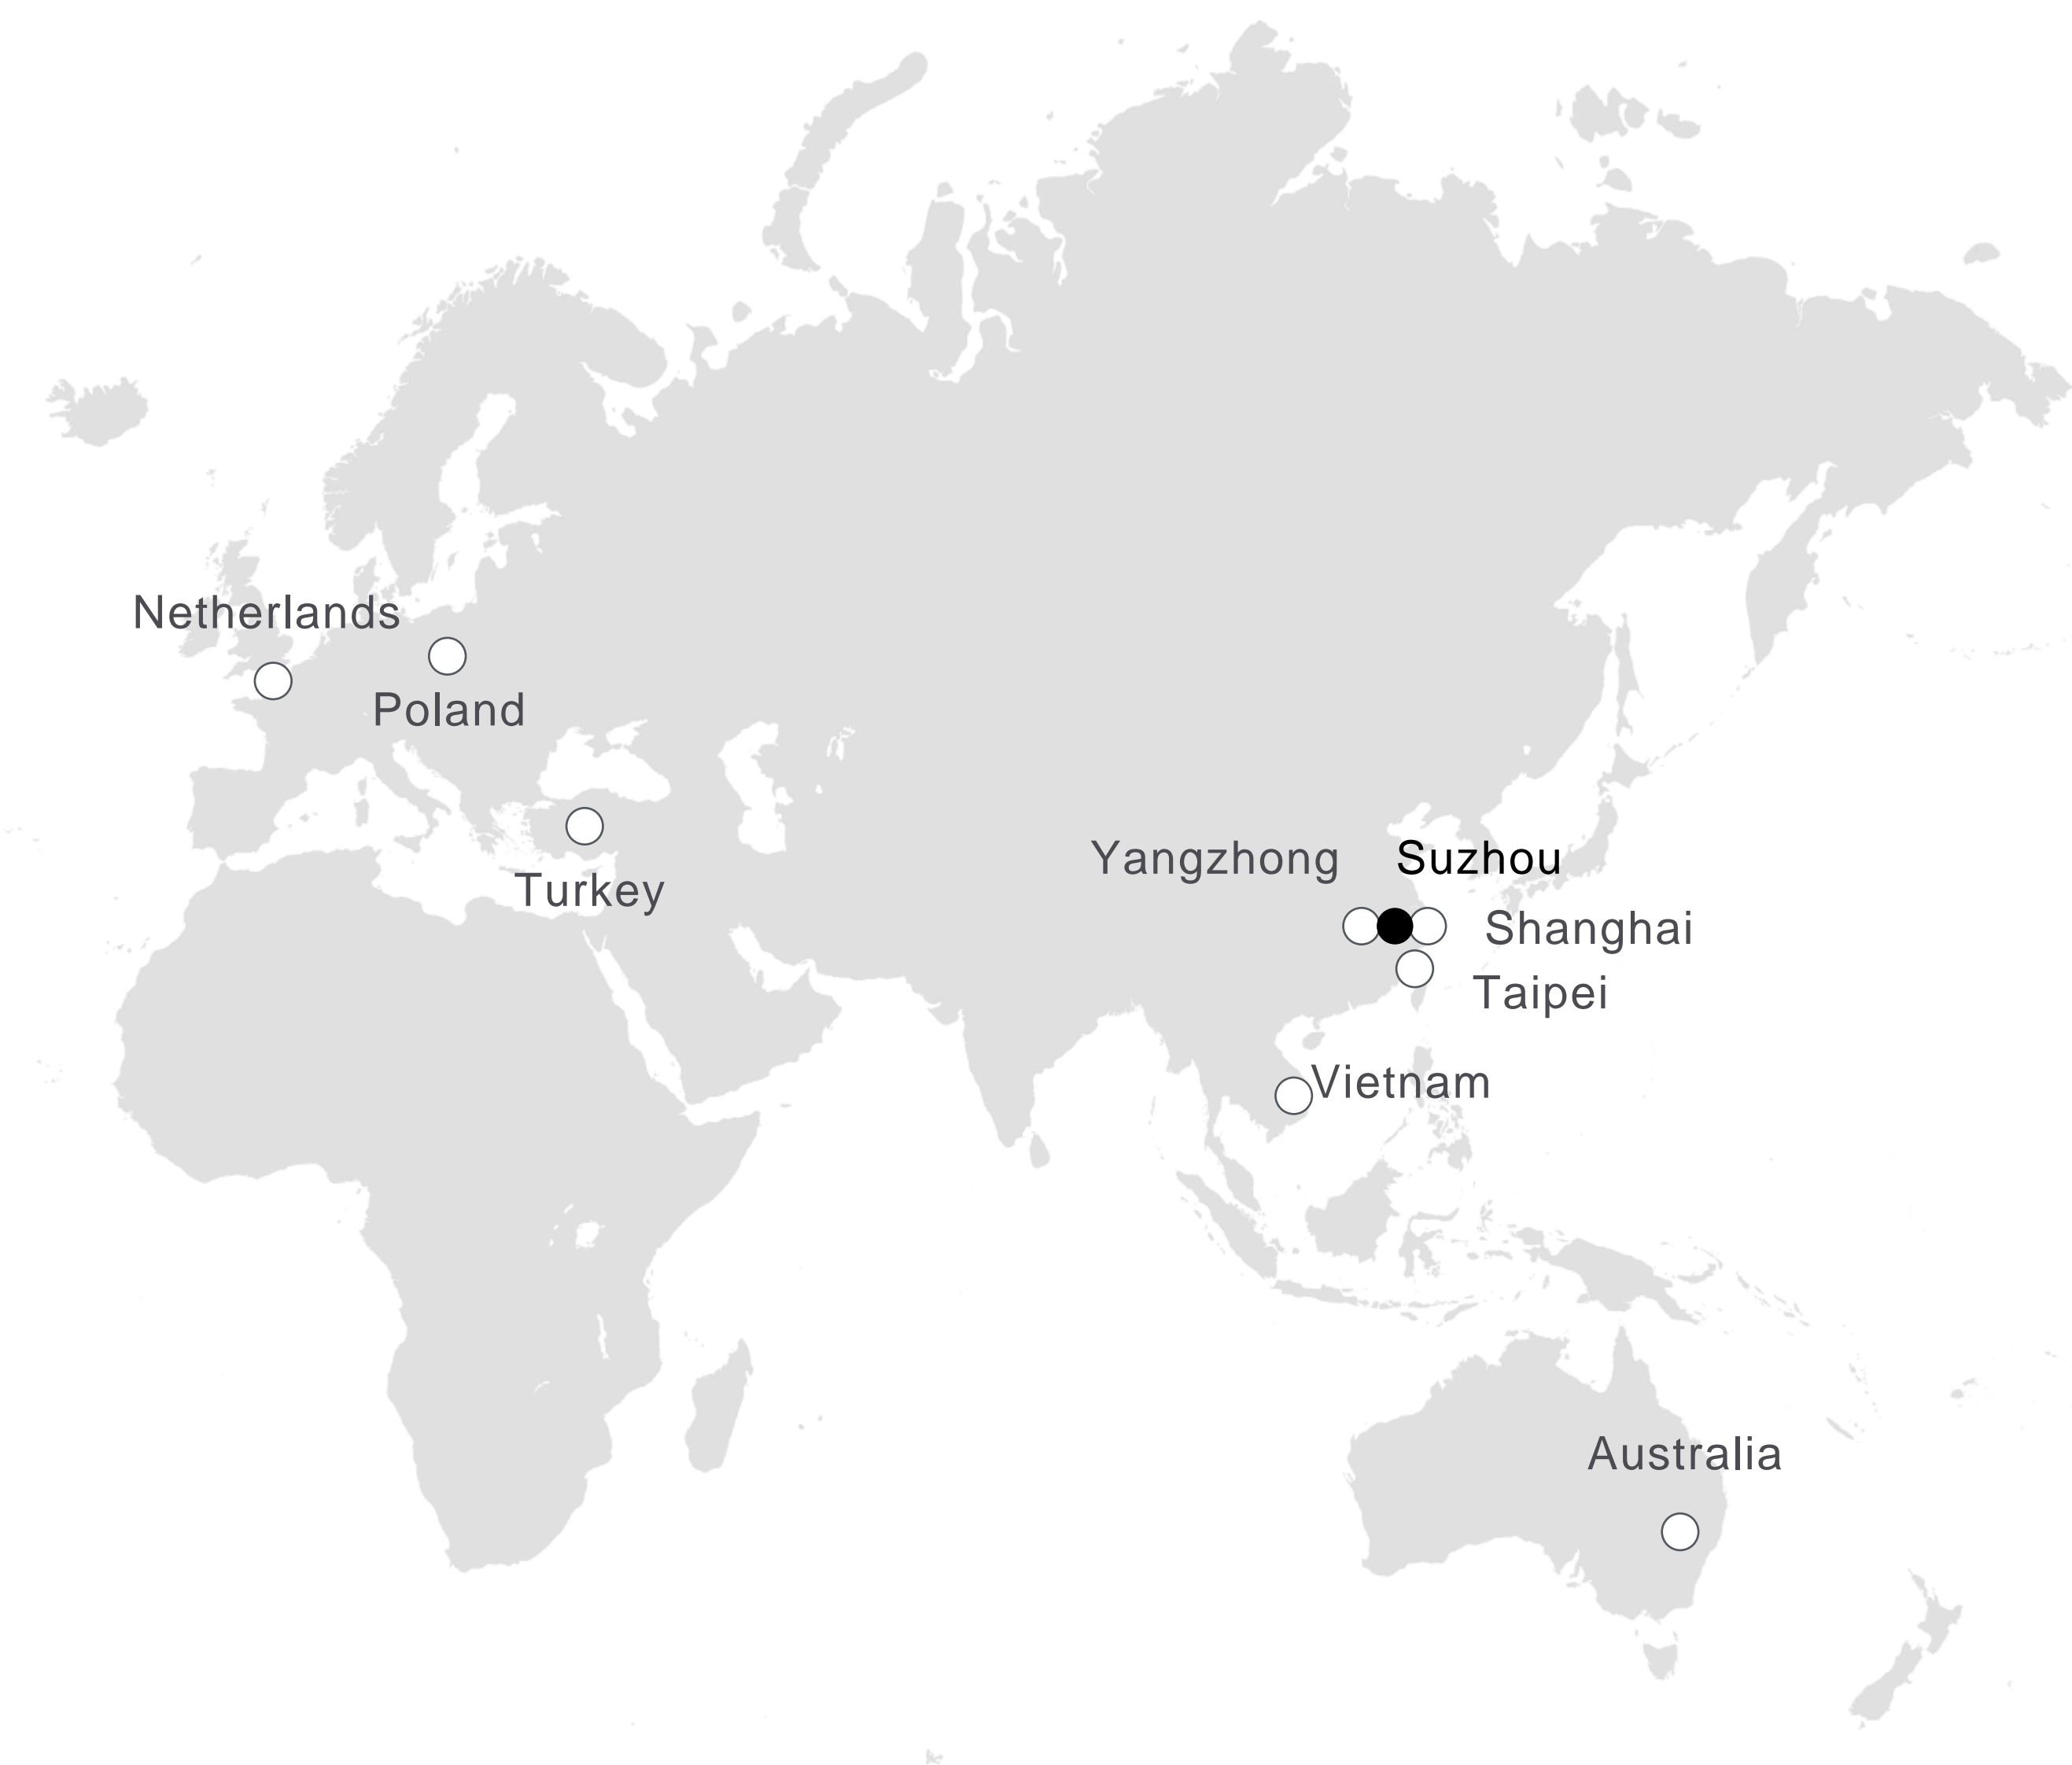 Netherlands
Poland
Turkey
Yangzhong
Suzhou
Shanghai
Taipei
Vietnam
Australia